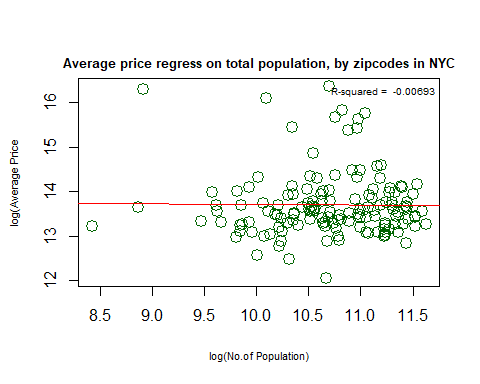 Average price regress on total population, by zipcodes in NYC
R-squared = -0.00693
log(Average Price)
16
15
14
13
12
8.5 9.0 9.5 10.0 10.5 11.0 11.5
log(No.of Population)